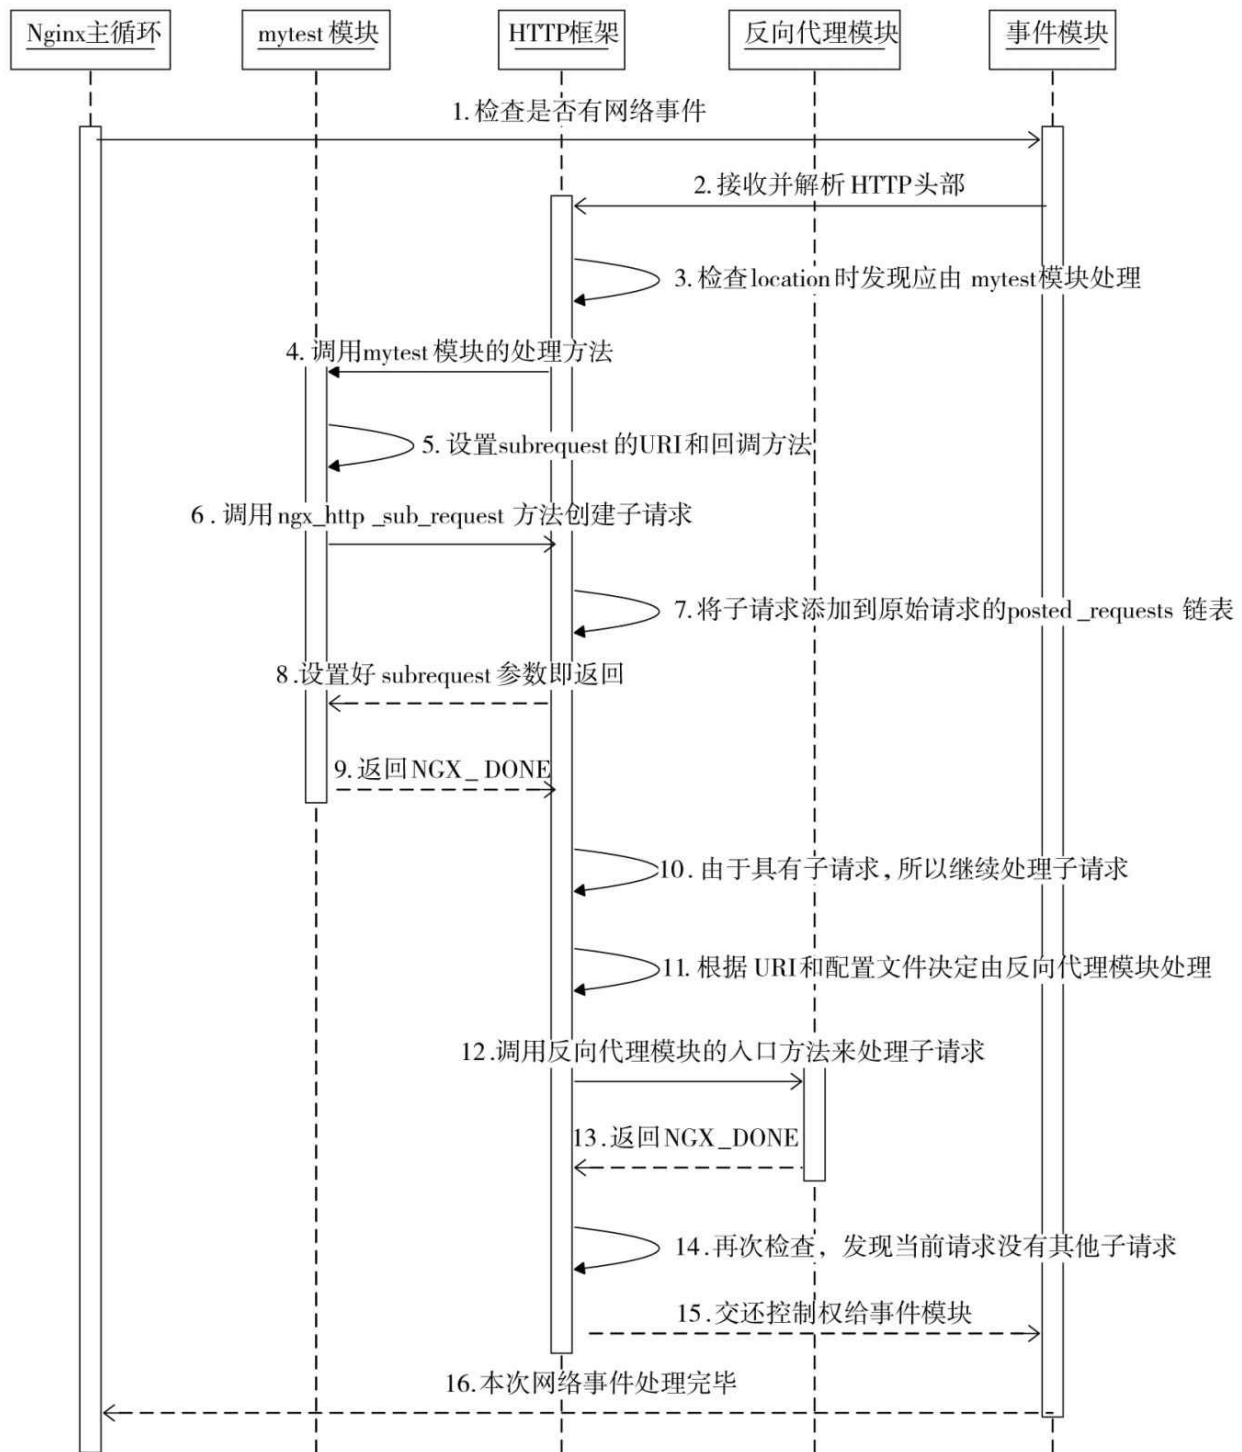 Nginx主循环
mytest 模块
HTTP框架
反向代理模块
事件模块
1.检查是否有网络事件
2.接收并解析 HTTP头部
3.检查location时发现应由 mytest模块处理
4.调用mytest 模块的处理方法
5.设置subrequest 的URI和回调方法
6.调用 ngx_http _sub_request 方法创建子请求
7.将子请求添加到原始请求的posted _requests 链表
8.设置好 subrequest 参数即返回
9.返回NGX_ DONE
10.由于具有子请求,所以继续处理子请求
11.根据 URI和配置文件决定由反向代理模块处理
12.调用反向代理模块的入口方法来处理子请求
13.返回NGX_DONE
14.再次检查，发现当前请求没有其他子请求
15.交还控制权给事件模块
16.本次网络事件处理完毕